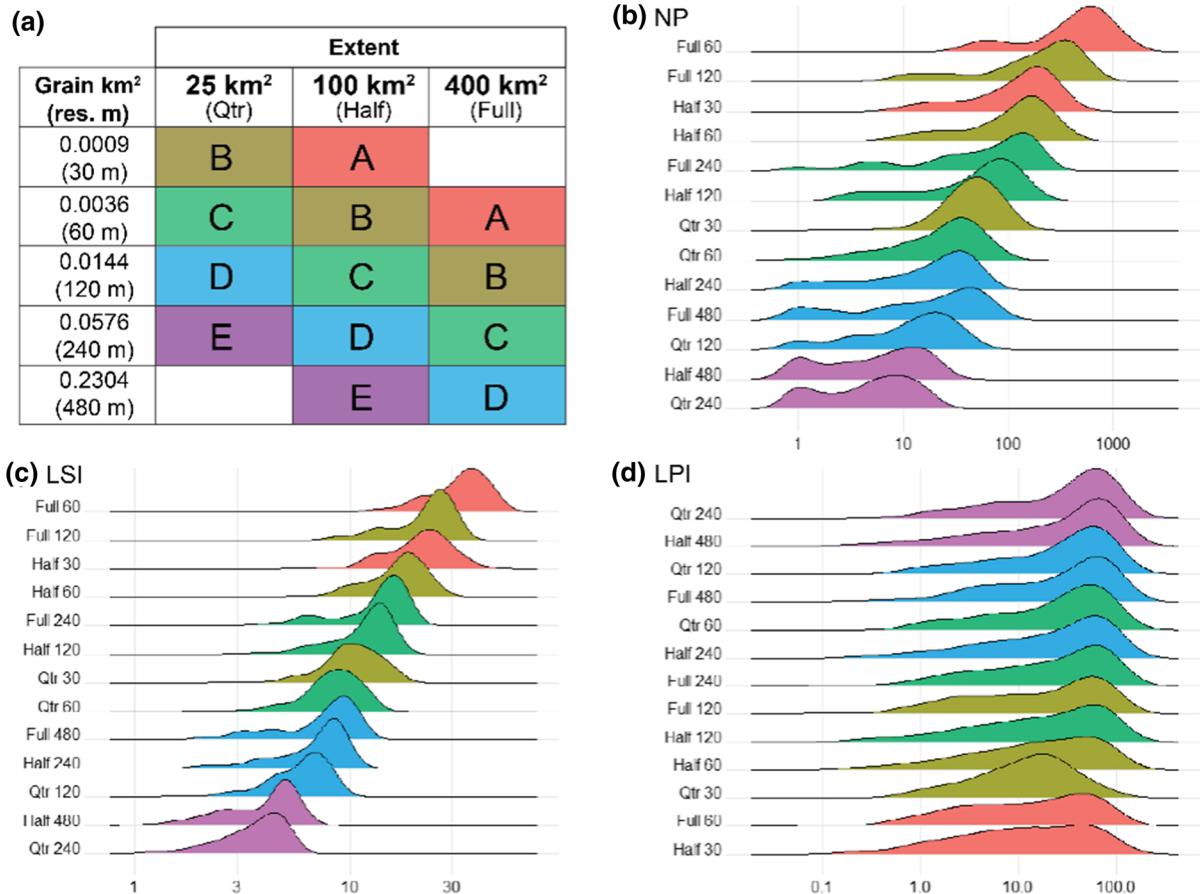 (a)
Extent
Grain km²
(res. m)
25 km²
(Qtr)
100 km²
(Half)
400 km²
(Full)
0.0009
(30 m)
B
A
0.0036
(60 m)
C
B
A
0.0144
(120 m)
D
C
B
0.0576
(240 m)
E
D
C
0.2304
(480 m)
E
D
(b) NP
Full 60
Full 120
Half 30
Half 60
Full 240
Half 120
Qtr 30
Qtr 60
Half 240
Full 480
Qtr 120
Half 480
Qtr 240
1 10 100 1000
(c) LSI
Full 60
Full 120
Half 30
Half 60
Full 240
Half 120
Qtr 30
Qtr 60
Full 480
Half 240
Qtr 120
Half 480
Qtr 240
1 3 10 30
(d) LPI
Qtr 240
Half 480
Qtr 120
Full 480
Qtr 60
Half 240
Full 240
Full 120
Half 120
Half 60
Qtr 30
Full 60
Half 30
0.1 1.0 10.0 100.0